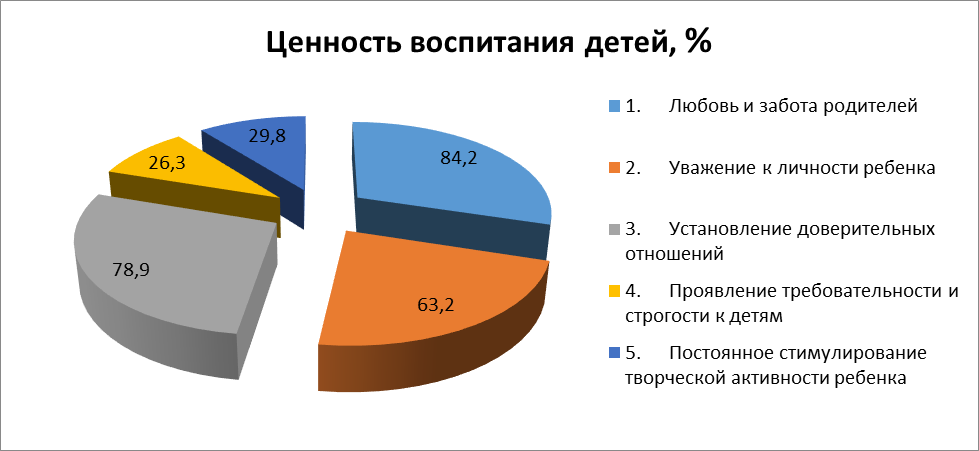 Ценность воспитания детей, %
29,8
84,2
26,3
78,9
63,2
1. Любовь и забота родителей
2. Уважение к личности ребенка
3. Установление доверительных
отношений
4. Проявление требовательности и
строгости к детям
5. Постоянное стимулирование
творческой активности ребенка